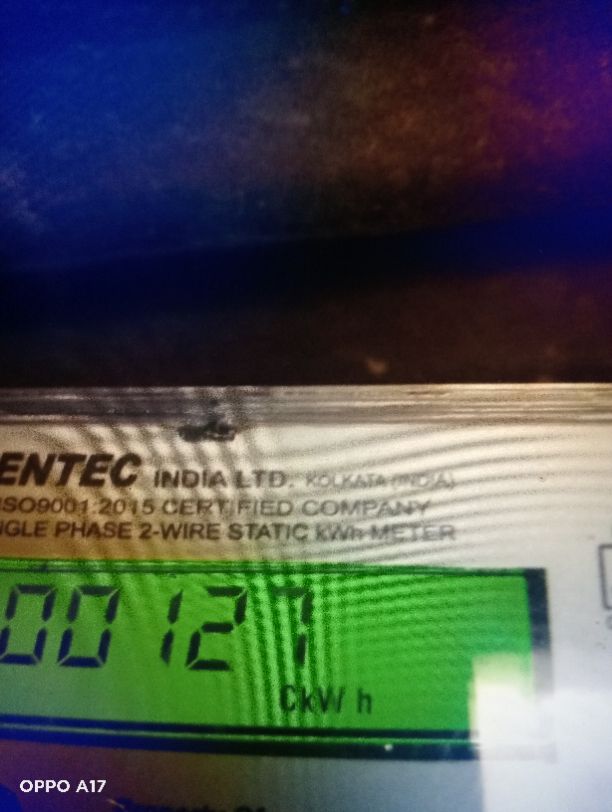 ENTEC INDIA LTD. KOLKATA (INDIA)
ISO9001:2015 CERTIFIED COMPANY
NGLE PHASE 2-WIRE STATIC kWh METER
00127
CkW h
OPPO A17